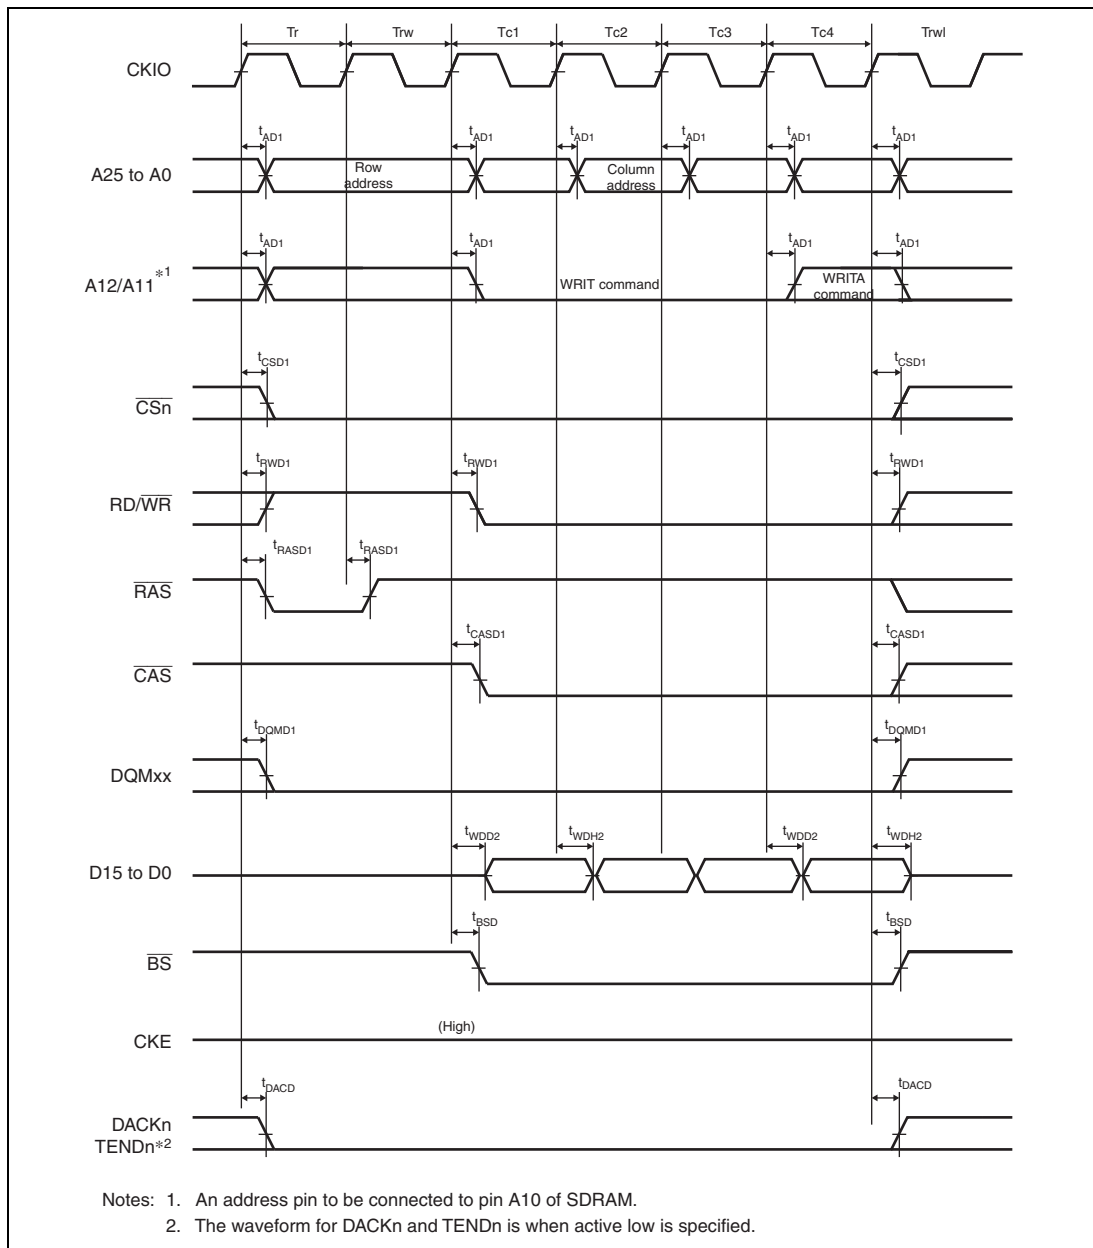 Tr Trw Tc1 Tc2 Tc3 Tc4 Trwl
CKIO
tAD1 tAD1 tAD1 tAD1 tAD1 tAD1
A25 to A0
Row
address
Column
address
tAD1 tAD1 tAD1 tAD1
A12/A11*1
WRIT command
WRITA
command
tCSD1 tCSD1
CSn
tRWD1 tRWD1 tRWD1
RD/WR
tRASD1 tRASD1
RAS
tCASD1 tCASD1
CAS
tDQMD1 tDQMD1
DQMxx
tWDD2 tWDH2 tWDD2 tWDH2
D15 to D0
tBSD tBSD
BS
(High)
CKE
tDACD tDACD
DACKn
TENDn*2
Notes: 1. An address pin to be connected to pin A10 of SDRAM.
2. The waveform for DACKn and TENDn is when active low is specified.